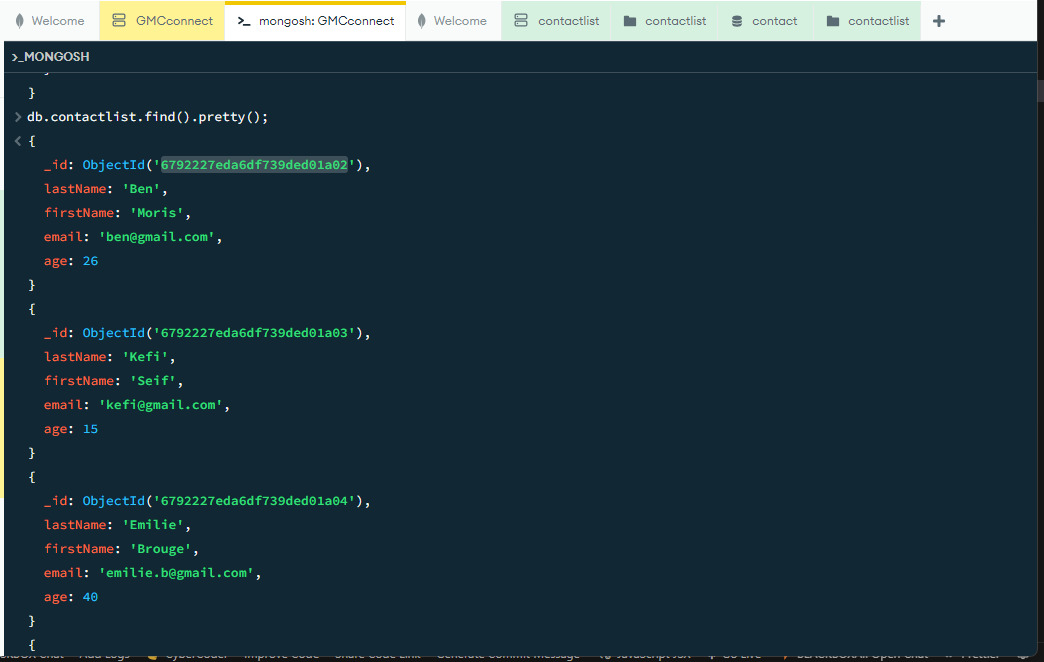 Welcome GMCconnect >_ mongosh: GMCconnect Welcome contactlist contactlist contact contactlist +
>_MONGOSH
}
> db.contactlist.find().pretty();
< {
_id: ObjectId('6792227eda6df739ded01a02'),
lastName: 'Ben',
firstName: 'Moris',
email: 'ben@gmail.com',
age: 26
}
{
_id: ObjectId('6792227eda6df739ded01a03'),
lastName: 'Kefi',
firstName: 'Seif',
email: 'kefi@gmail.com',
age: 15
}
{
_id: ObjectId('6792227eda6df739ded01a04'),
lastName: 'Emilie',
firstName: 'Brouge',
email: 'emilie.b@gmail.com',
age: 40
}
{